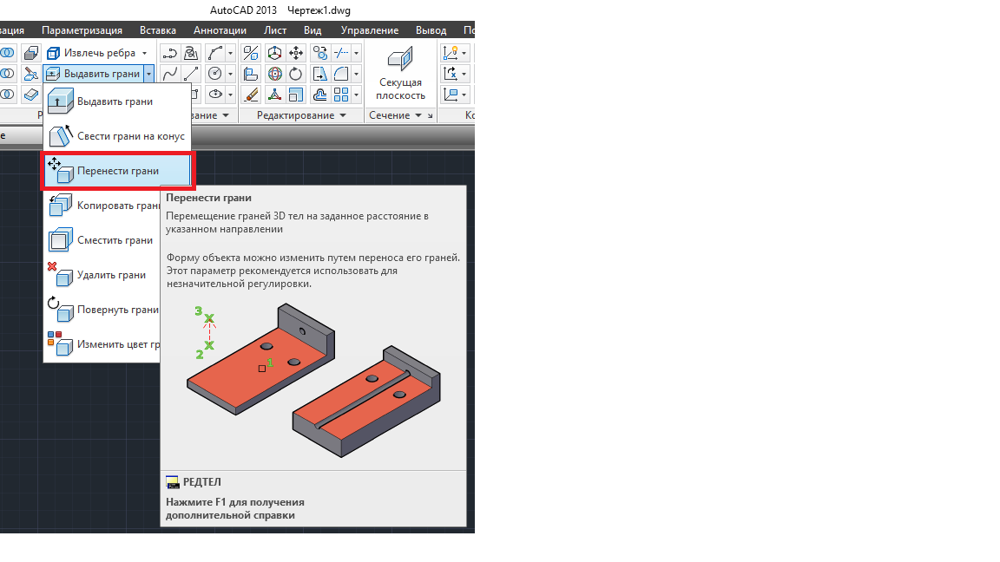 AutoCAD 2013 Чертеж1.dwg
зация Параметризация Вставка Аннотации Лист Вид Управление Вывод По
Извлечь ребра
Выдавить грани
Секущая
плоскость
Р
вание Редактирование Сечение Ко
е
Выдавить грани
Свести грани на конус
Перенести грани
Копировать грани
Сместить грани
Удалить грани
Повернуть грани
Изменить цвет гр
Перенести грани
Перемещение граней 3D тел на заданное расстояние в
указанном направлении
Форму объекта можно изменить путем переноса его граней.
Этот параметр рекомендуется использовать для
незначительной регулировки.
3
2
1
РЕДТЕЛ
Нажмите F1 для получения
дополнительной справки